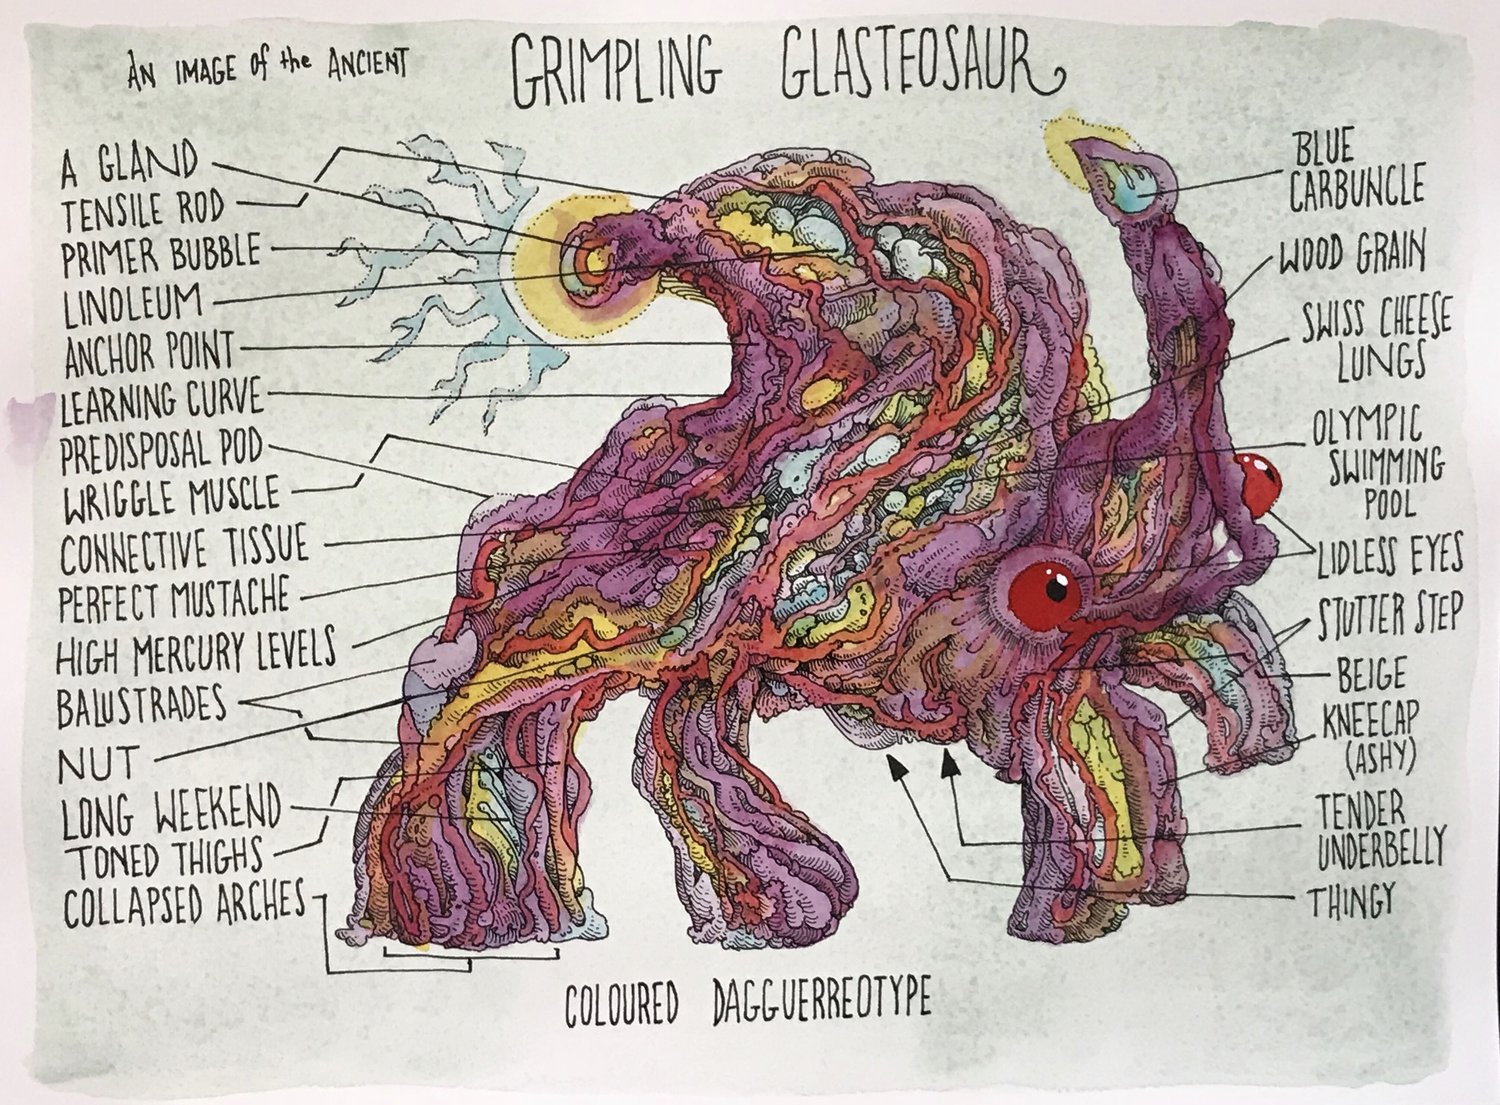 AN IMAGE of the ANCIENT
GRIMPLING GLASTEOSAUR
A GLAND
TENSILE ROD
PRIMER BUBBLE
LINOLEUM
ANCHOR POINT
LEARNING CURVE
PREDISPOSAL POD
WRIGGLE MUSCLE
CONNECTIVE TISSUE
PERFECT MUSTACHE
HIGH MERCURY LEVELS
BALUSTRADES
NUT
LONG WEEKEND
TONED THIGHS
COLLAPSED ARCHES
BLUE
CARBUNCLE
WOOD GRAIN
SWISS CHEESE
LUNGS
OLYMPIC
SWIMMING
POOL
LIDLESS EYES
STUTTER STEP
BEIGE
KNEECAP
(ASHY)
TENDER
UNDERBELLY
THINGY
COLOURED DAGGUERREOTYPE